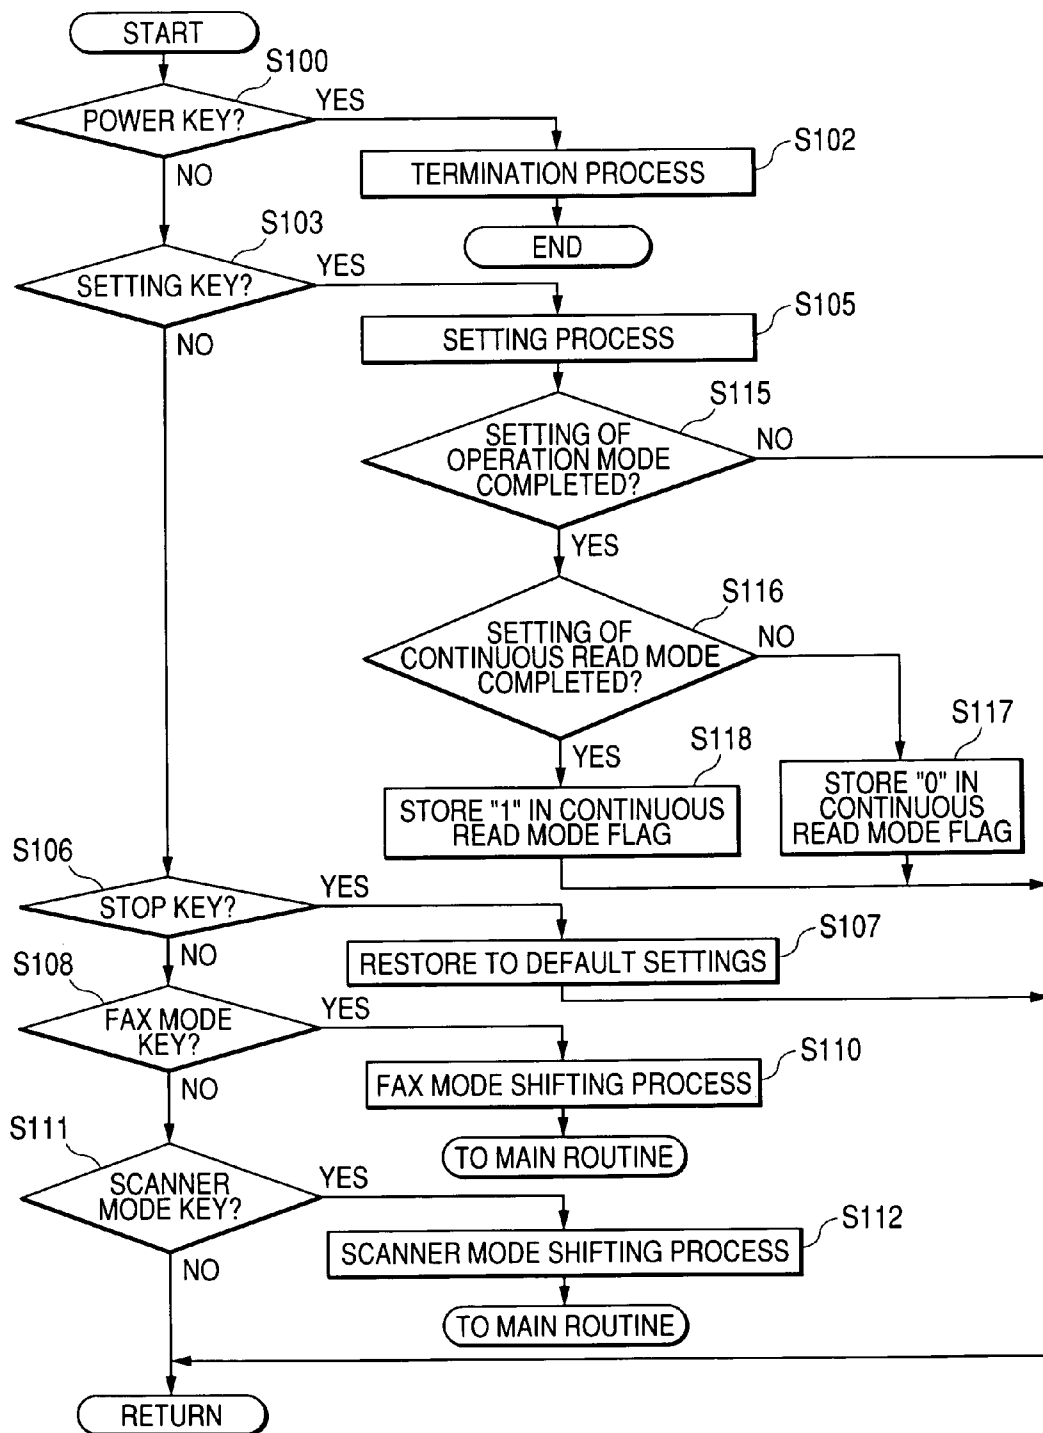 START
S100
POWER KEY?
YES
NO
S102
TERMINATION PROCESS
END
S103
SETTING KEY?
YES
NO
S105
SETTING PROCESS
S115
SETTING OF
OPERATION MODE
COMPLETED?
NO
YES
S116
SETTING OF
CONTINUOUS READ MODE
COMPLETED?
NO
YES
S118
STORE "1" IN CONTINUOUS
READ MODE FLAG
S117
STORE "0" IN
CONTINUOUS
READ MODE FLAG
S106
STOP KEY?
YES
NO
S107
RESTORE TO DEFAULT SETTINGS
S108
FAX MODE
KEY?
YES
NO
S110
FAX MODE SHIFTING PROCESS
TO MAIN ROUTINE
S111
SCANNER
MODE KEY?
YES
NO
S112
SCANNER MODE SHIFTING PROCESS
TO MAIN ROUTINE
RETURN